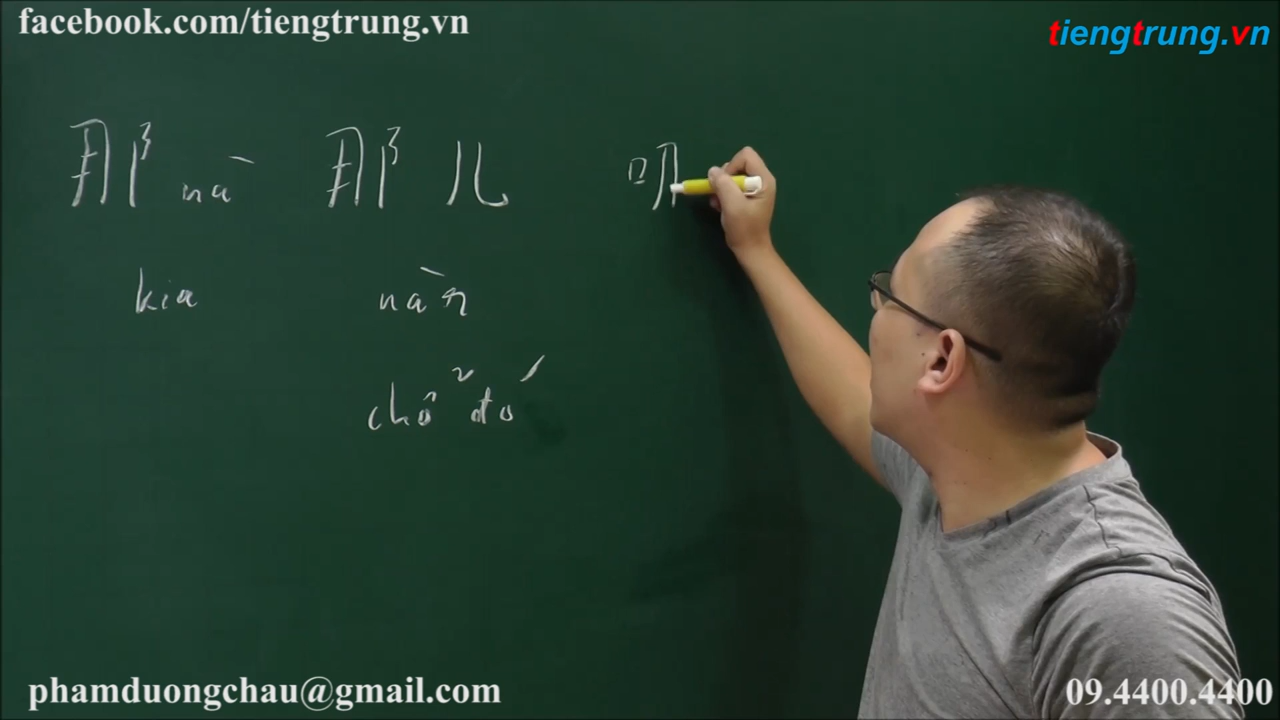 facebook.com/tiengtrung.vn
tiengtrung.vn
那 nà 那儿
kia nàr
chỗ đó
phamduongchau@gmail.com
09.4400.4400